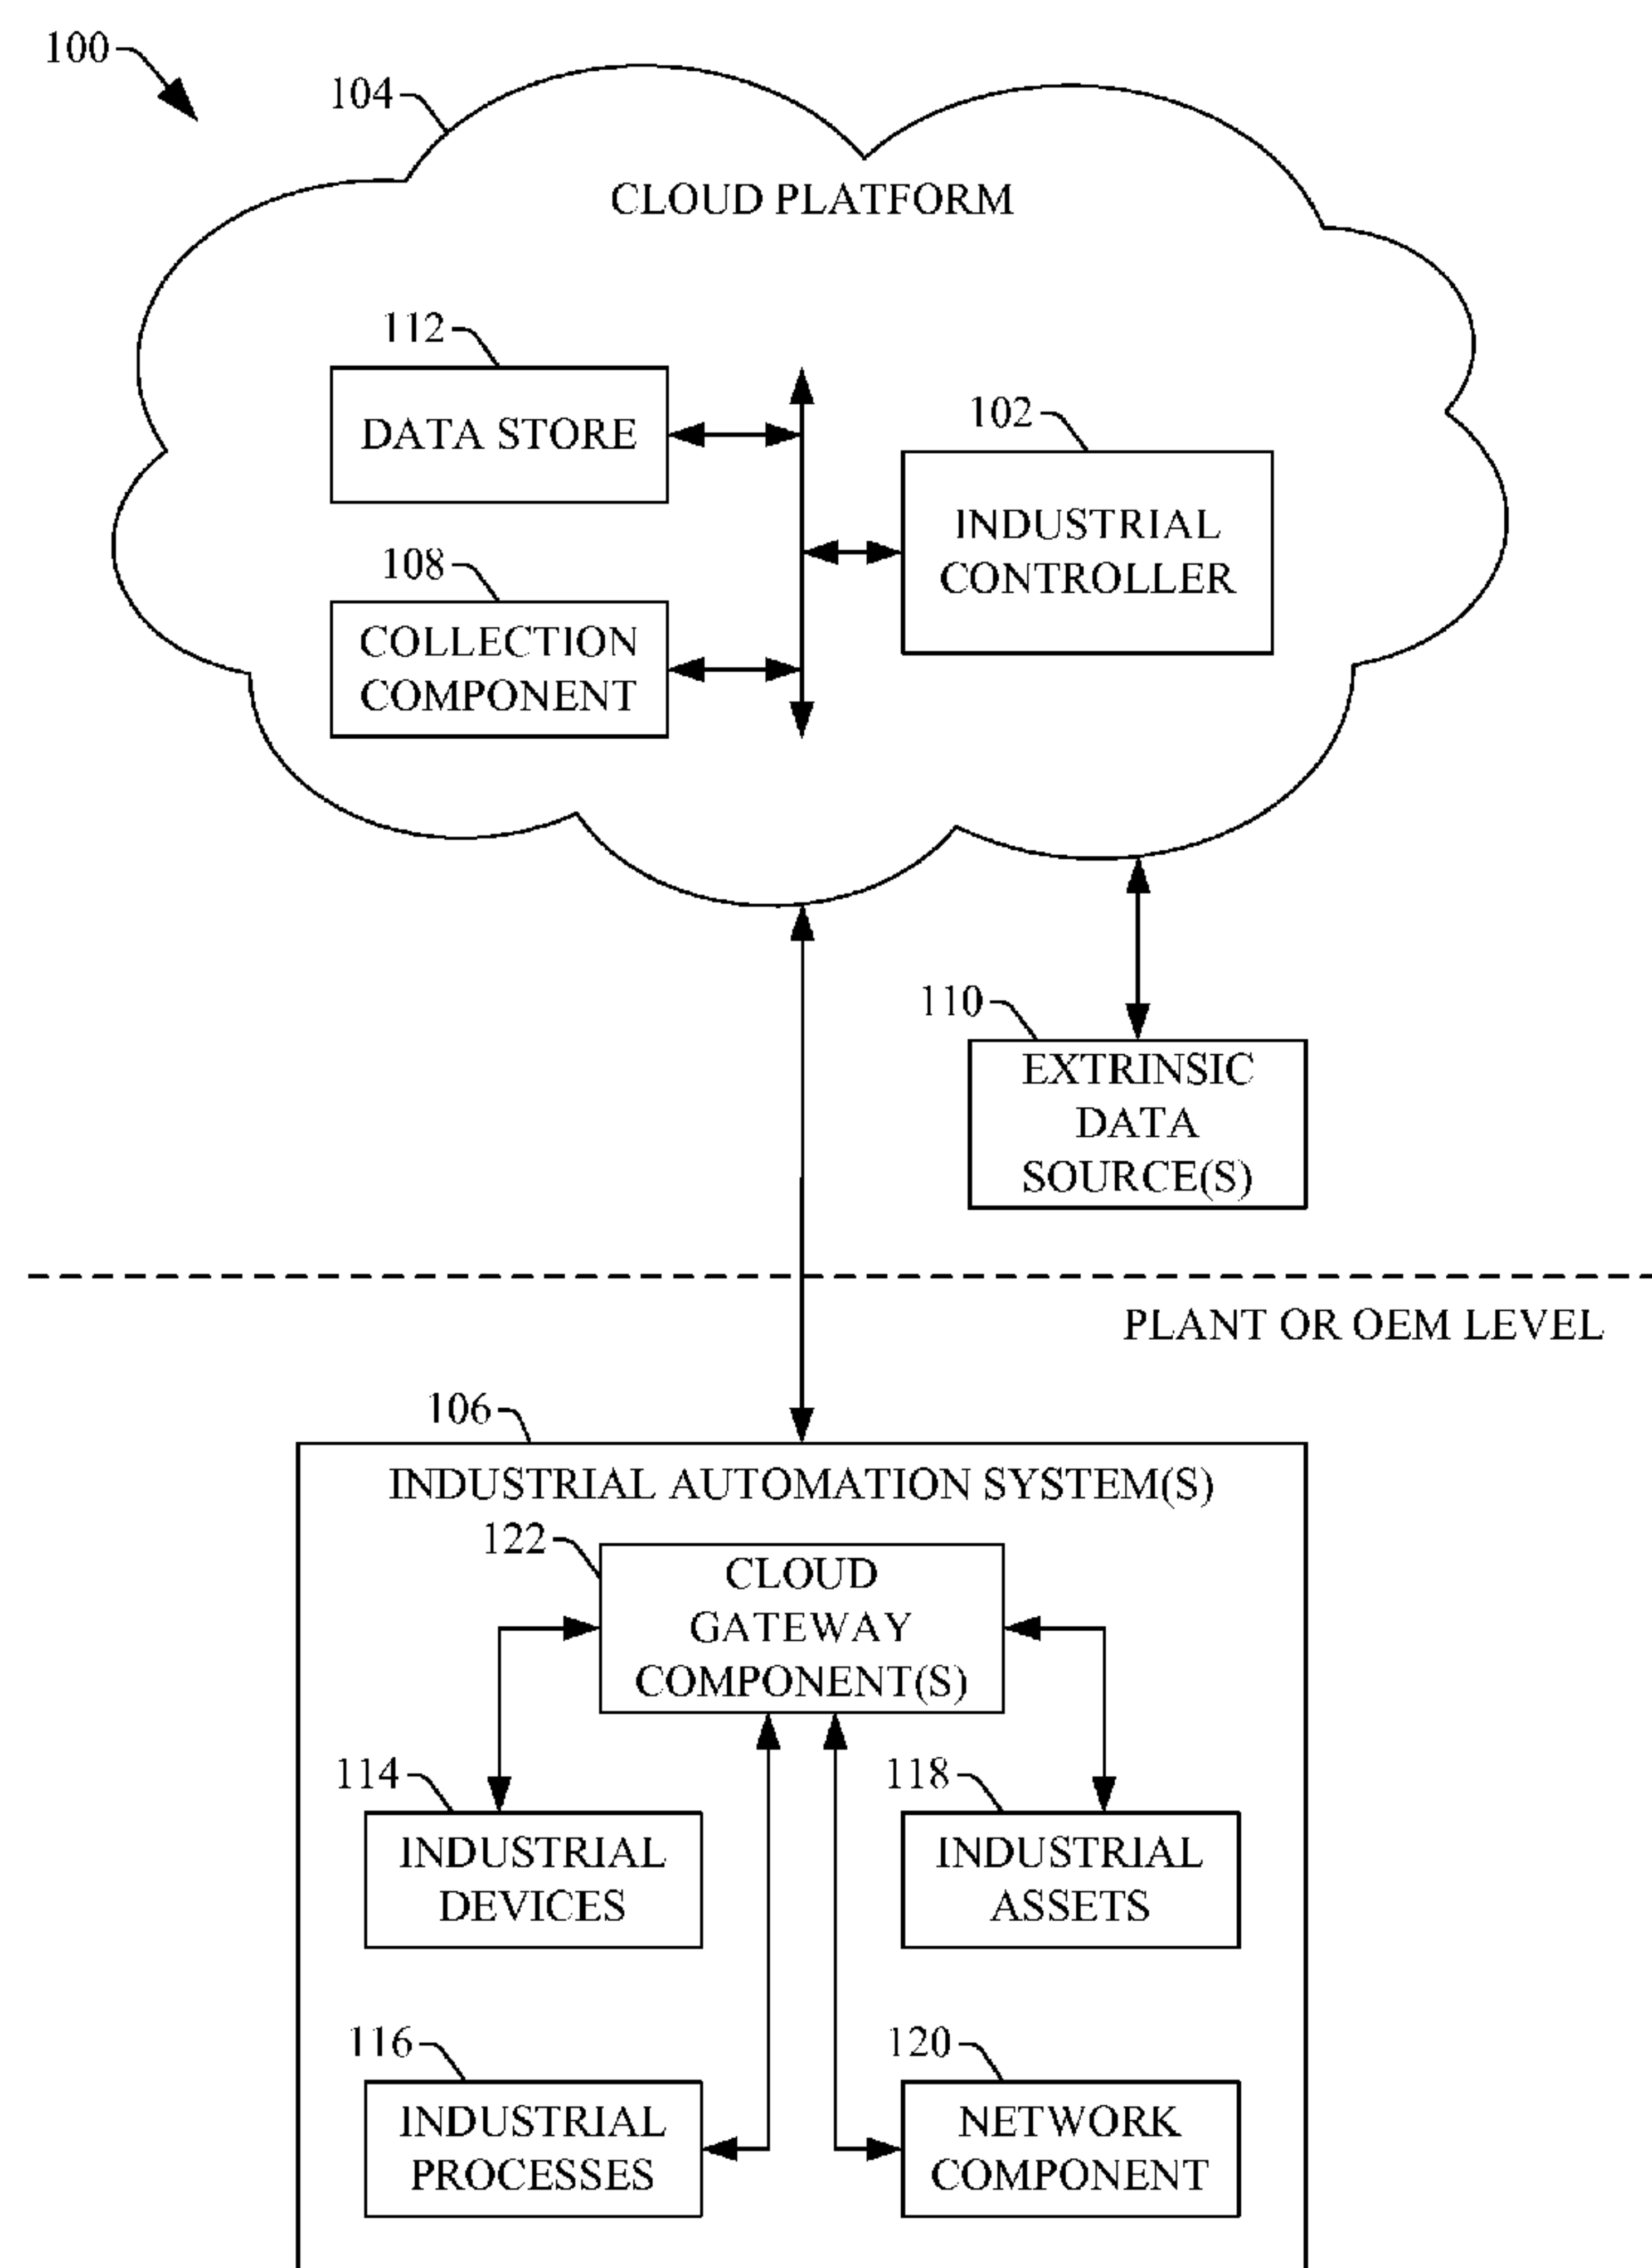 100
104
CLOUD PLATFORM
112
DATA STORE
102
INDUSTRIAL
CONTROLLER
108
COLLECTION
COMPONENT
110
EXTRINSIC
DATA
SOURCE(S)
PLANT OR OEM LEVEL
106
INDUSTRIAL AUTOMATION SYSTEM(S)
122
CLOUD
GATEWAY
COMPONENT(S)
114
INDUSTRIAL
DEVICES
118
INDUSTRIAL
ASSETS
116
INDUSTRIAL
PROCESSES
120
NETWORK
COMPONENT